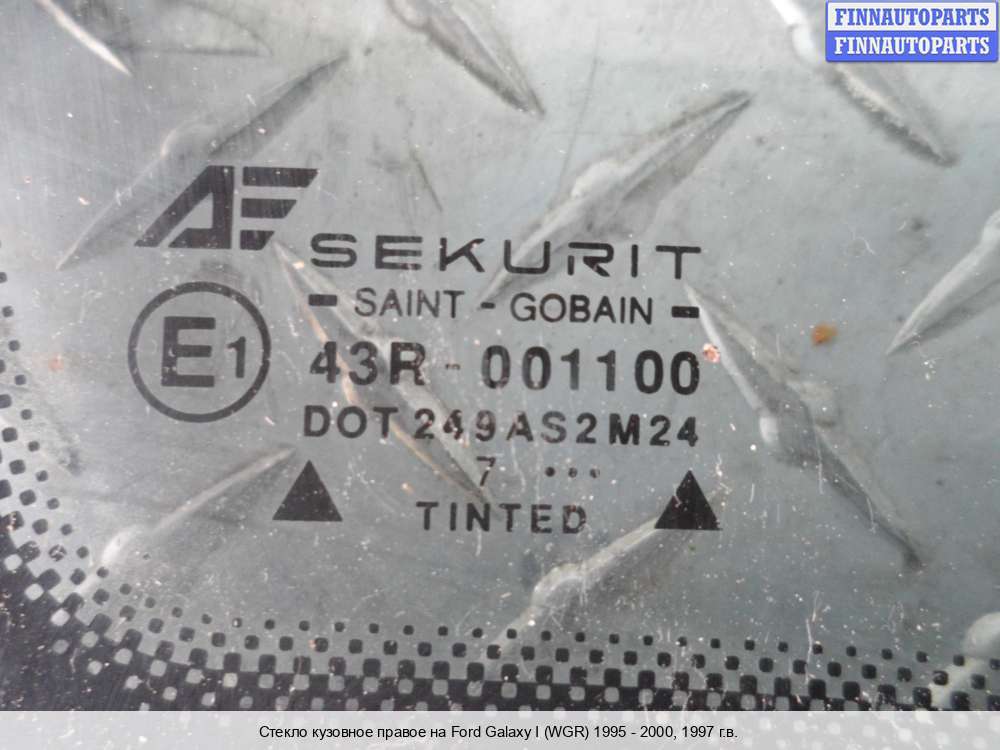 FINNAUTOPARTS
FINNAUTOPARTS
AE SEKURIT
- SAINT - GOBAIN -
E1 43R - 001100
DOT 249AS2M24
7 •••
TINTED
Стекло кузовное правое на Ford Galaxy I (WGR) 1995 - 2000, 1997 г.в.